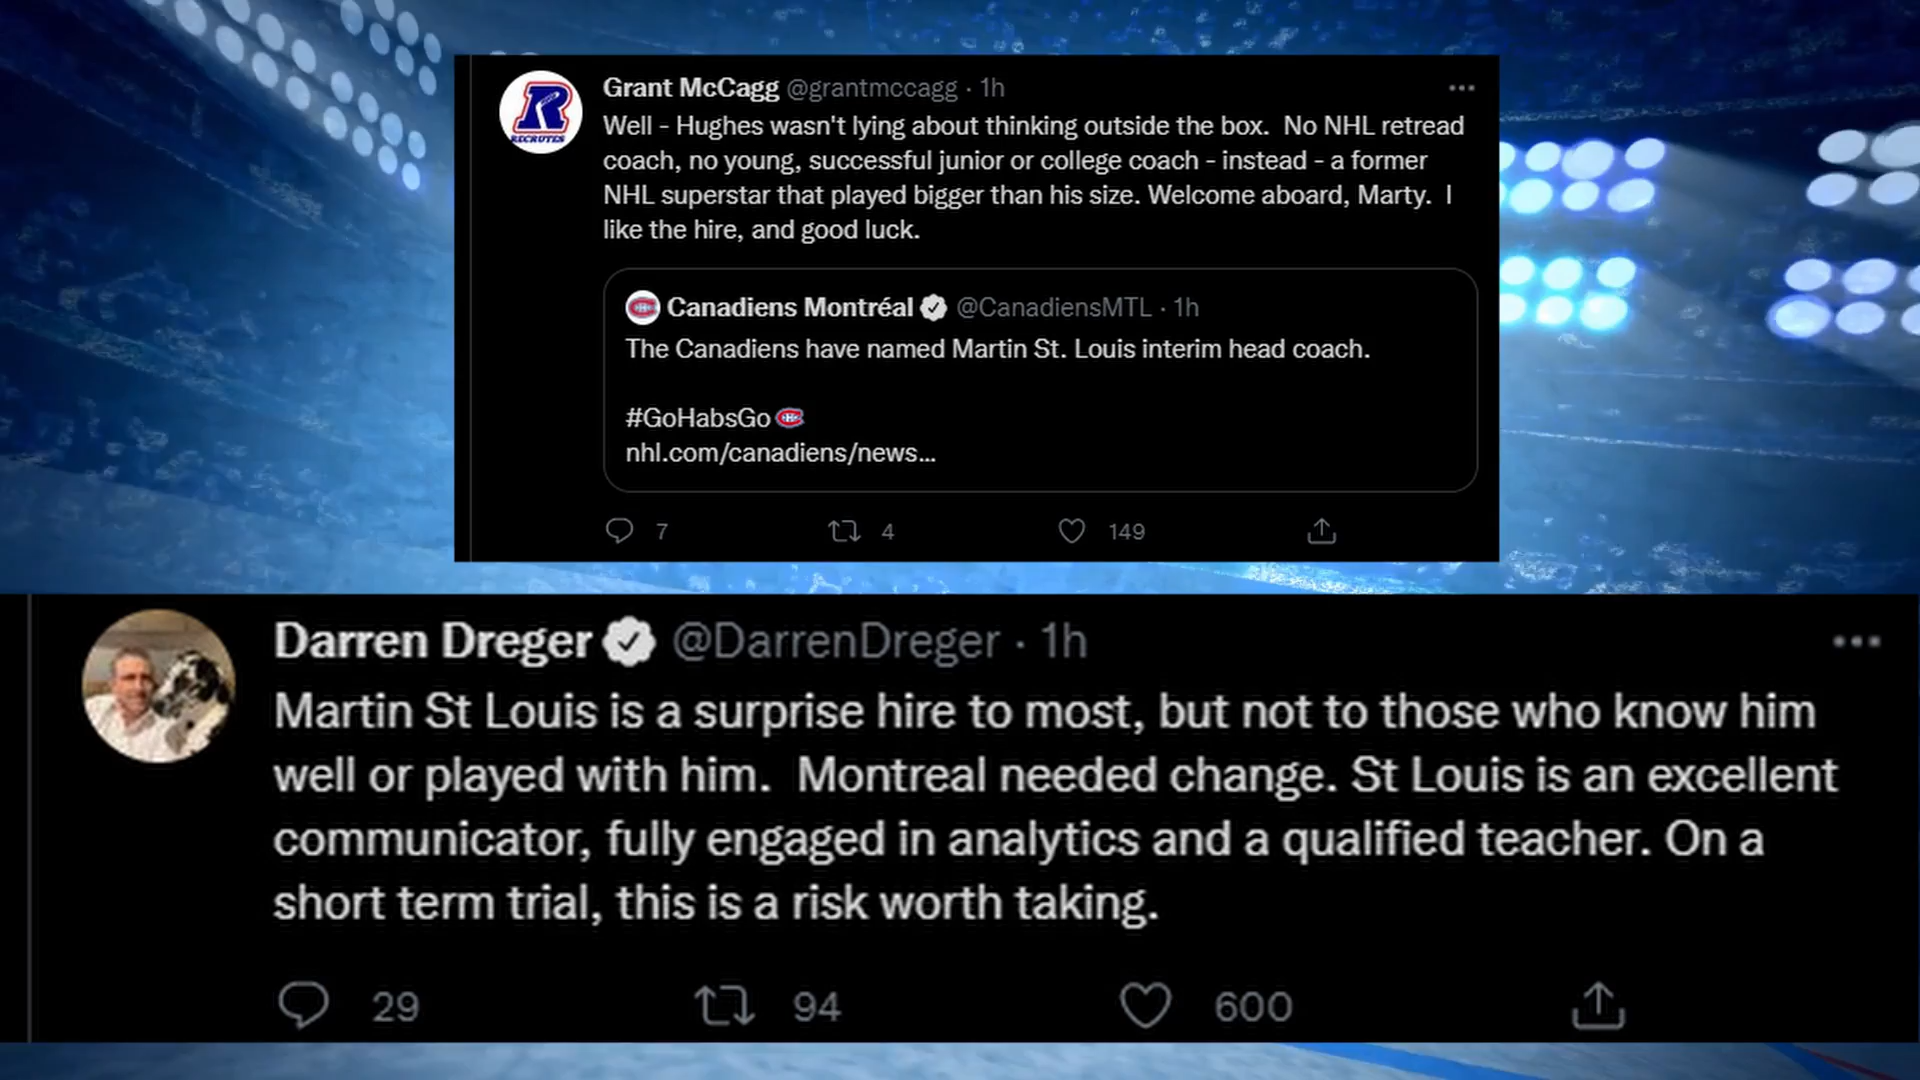 Grant McCagg @grantmccagg · 1h
Well - Hughes wasn't lying about thinking outside the box.  No NHL retread
coach, no young, successful junior or college coach - instead - a former
NHL superstar that played bigger than his size. Welcome aboard, Marty.  I
like the hire, and good luck.
R
RECRUTES
Canadiens Montréal @CanadiensMTL · 1h
The Canadiens have named Martin St. Louis interim head coach.
#GoHabsGo
nhl.com/canadiens/news...
7 4 149
Darren Dreger @DarrenDreger · 1h
Martin St Louis is a surprise hire to most, but not to those who know him
well or played with him.  Montreal needed change. St Louis is an excellent
communicator, fully engaged in analytics and a qualified teacher. On a
short term trial, this is a risk worth taking.
29 94 600